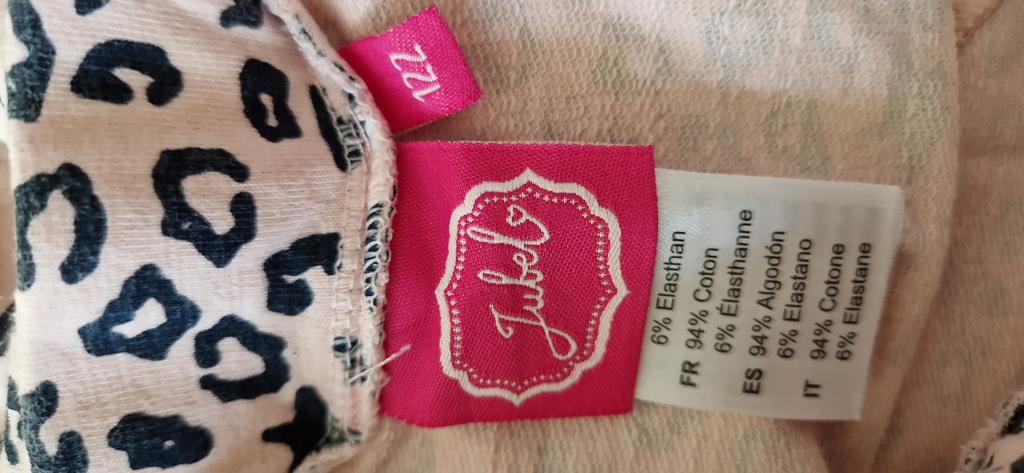 122
Jubel
6% Elasthan
FR 94% Coton
6% Élasthanne
ES 94% Algodón
6% Elastano
IT 94% Cotone
6% Elastane